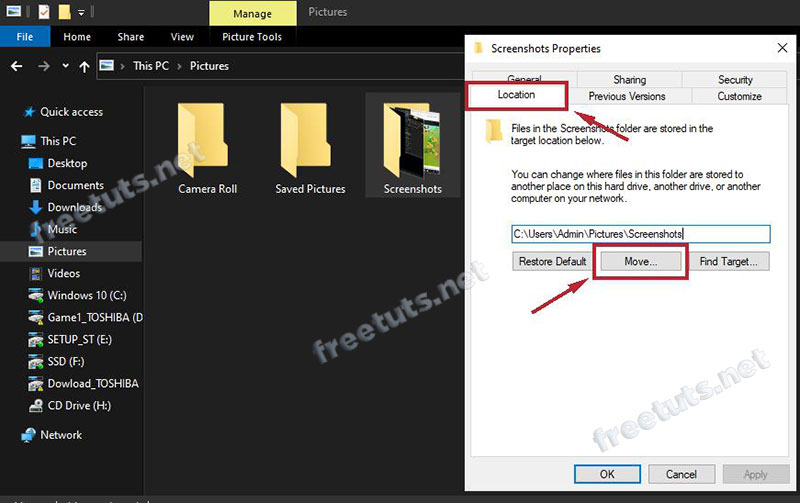 Manage
Pictures
File
Home
Share
View
Picture Tools
This PC
Pictures
Quick access
This PC
Desktop
Documents
Downloads
Music
Pictures
Videos
Windows 10 (C:)
Game1_TOSHIBA (D
SETUP_ST (E:)
SSD (F:)
Dowload_TOSHIBA
CD Drive (H:)
Network
Camera Roll
Saved Pictures
Screenshots
Screenshots Properties
General
Sharing
Security
Location
Previous Versions
Customize
Files in the Screenshots folder are stored in the
target location below.
You can change where files in this folder are stored to
another place on this hard drive, another drive, or another
computer on your network.
C:\Users\Admin\Pictures\Screenshots
Restore Default
Move...
Find Target...
OK
Cancel
Apply
freetuts.net
freetuts.net
freetuts.net